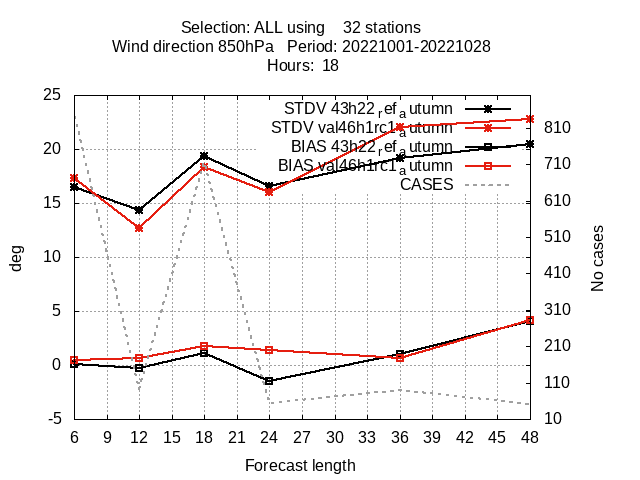 Selection: ALL using 32 stations
Wind direction 850hPa Period: 20221001-20221028
Hours: 18
STDV 43h22_ref_autumn
STDV val46h1rc1_autumn
BIAS 43h22_ref_autumn
BIAS val46h1rc1_autumn
CASES
25
20
15
10
5
0
-5
deg
810
710
610
510
410
310
210
110
10
No cases
6 9 12 15 18 21 24 27 30 33 36 39 42 45 48
Forecast length